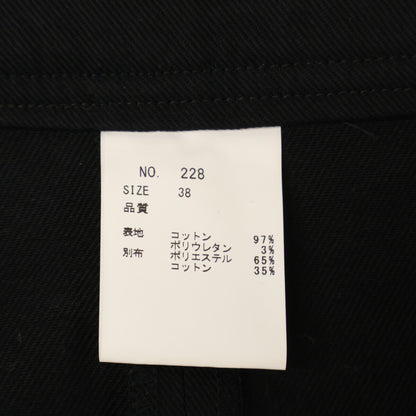 NO. 228
SIZE 38
品質
表地 コットン 97%
ポリウレタン 3%
別布 ポリエステル 65%
コットン 35%